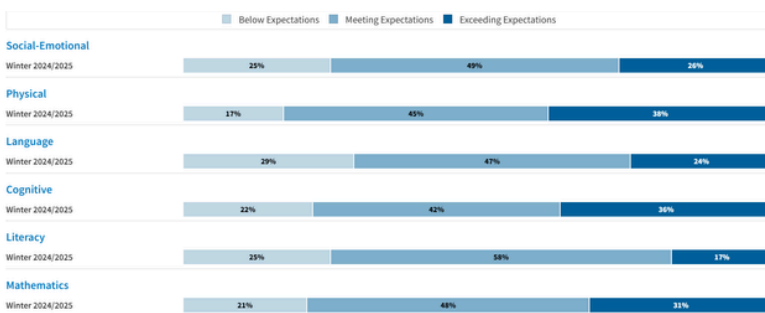 Below Expectations Meeting Expectations Exceeding Expectations
Social-Emotional
Winter 2024/2025 25% 49% 26%
Physical
Winter 2024/2025 17% 45% 38%
Language
Winter 2024/2025 29% 47% 24%
Cognitive
Winter 2024/2025 22% 42% 36%
Literacy
Winter 2024/2025 25% 58% 17%
Mathematics
Winter 2024/2025 21% 48% 31%